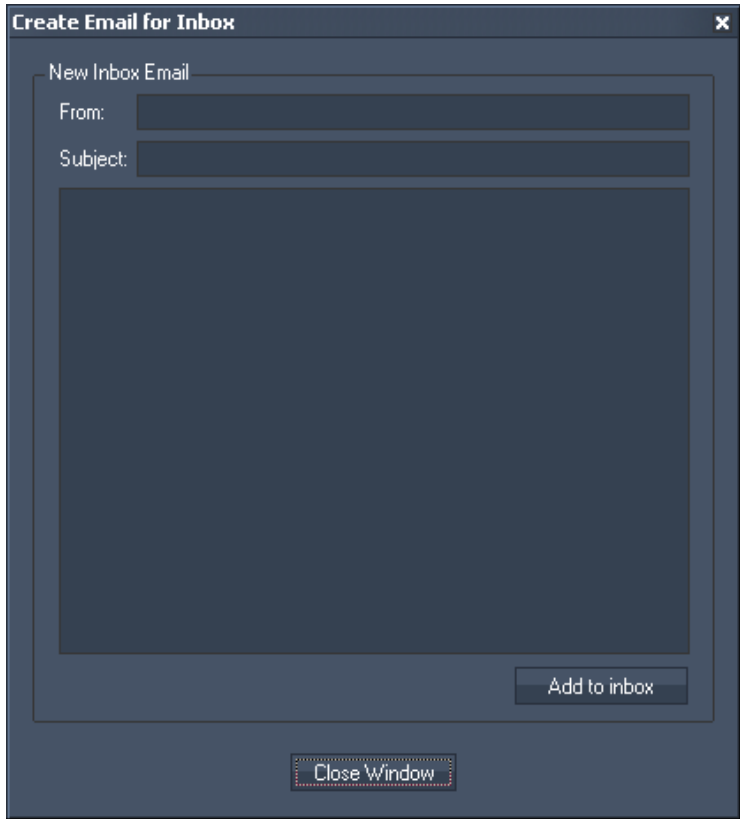 Create Email for Inbox
New Inbox Email
From:
Subject:
Add to inbox
Close Window